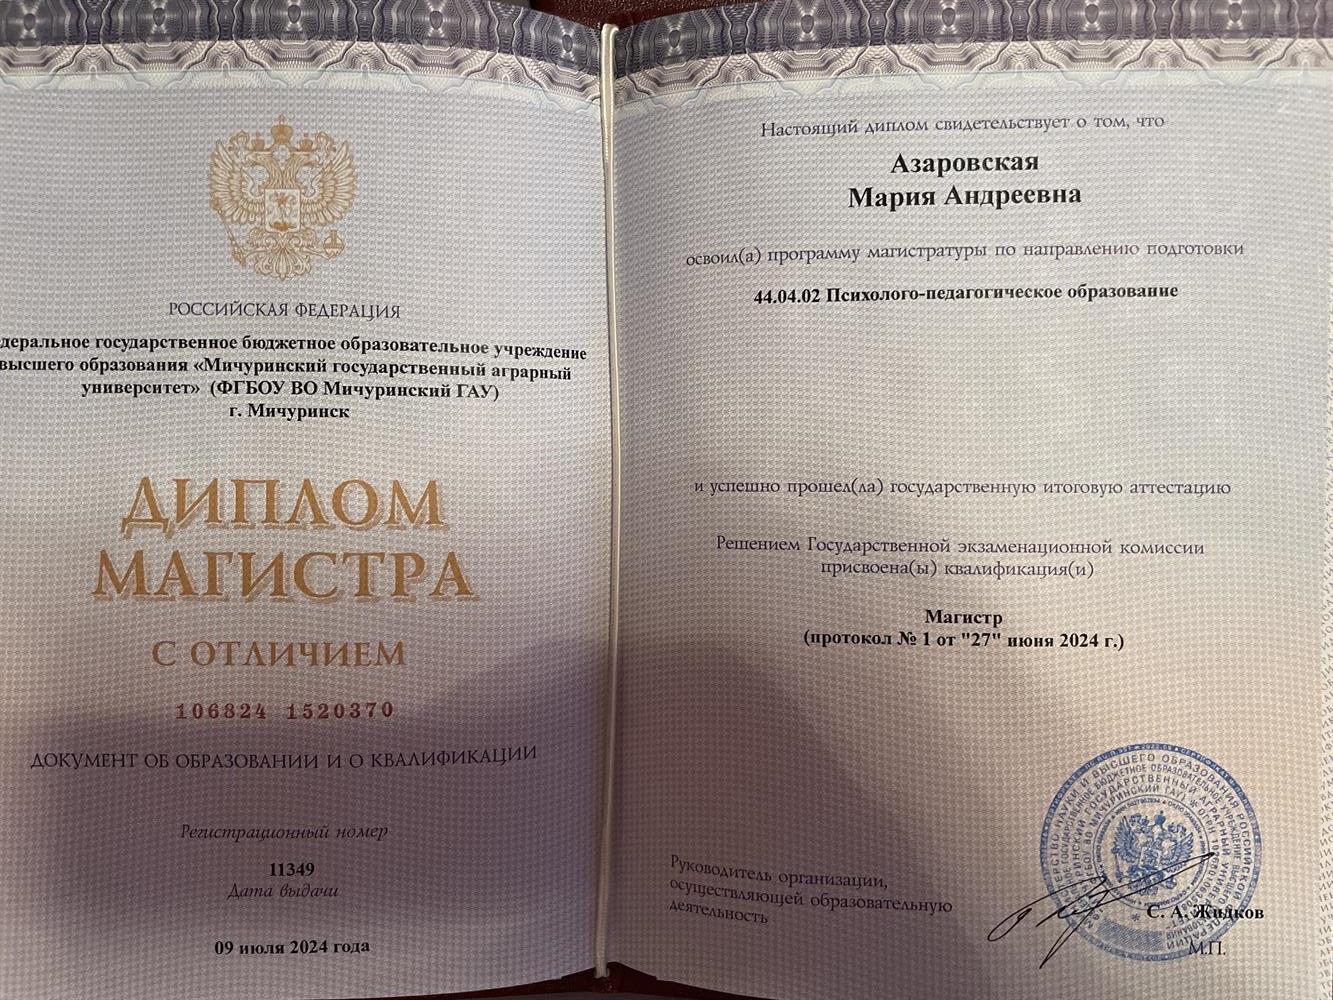 РОССИЙСКАЯ ФЕДЕРАЦИЯ
деральное государственное бюджетное образовательное учреждение
высшего образования «Мичуринский государственный аграрный
университет» (ФГБОУ ВО Мичуринский ГАУ)
г. Мичуринск
ДИПЛОМ
МАГИСТРА
С ОТЛИЧИЕМ
106824 1520370
ДОКУМЕНТ ОБ ОБРАЗОВАНИИ И О КВАЛИФИКАЦИИ
Регистрационный номер
11349
Дата выдачи
09 июля 2024 года
Настоящий диплом свидетельствует о том, что
Азаровская
Мария Андреевна
освоил(а) программу магистратуры по направлению подготовки
44.04.02 Психолого-педагогическое образование
и успешно прошел(ла) государственную итоговую аттестацию
Решением Государственной экзаменационной комиссии
присвоена(ы) квалификация(и)
Магистр
(протокол № 1 от "27" июня 2024 г.)
Руководитель организации,
осуществляющей образовательную
деятельность
С. А. Жидков
М.П.